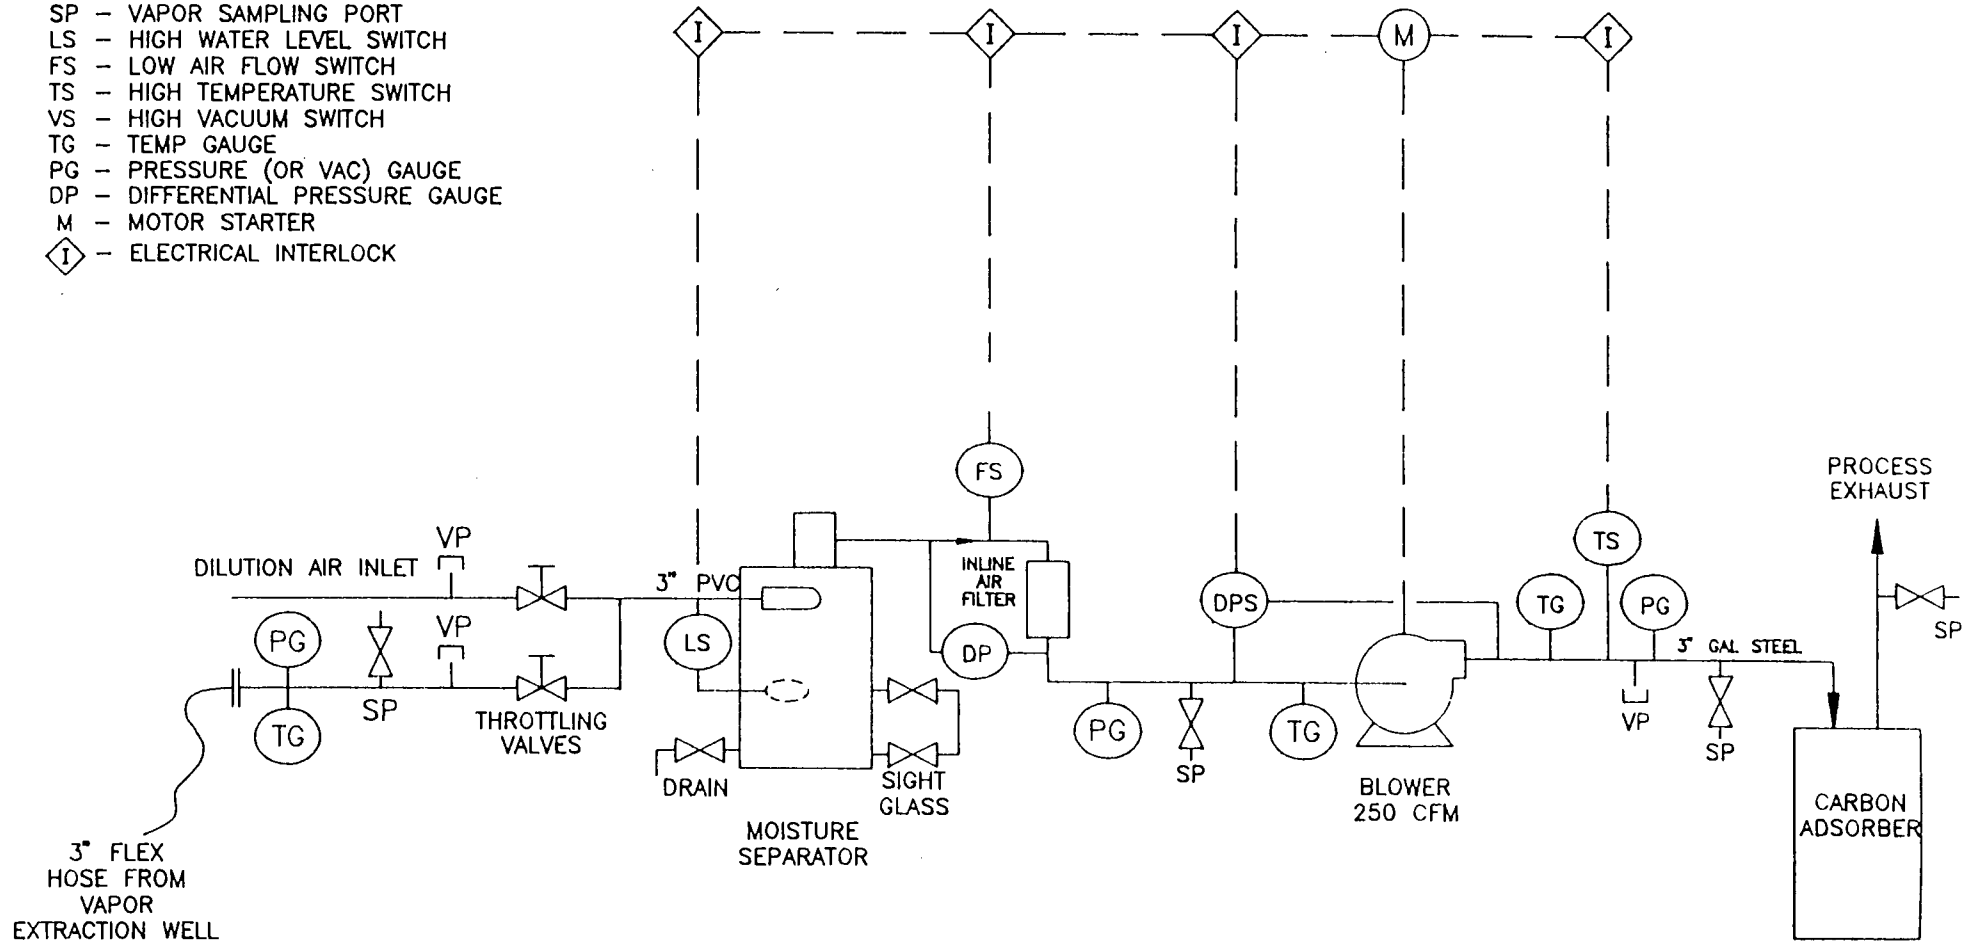 SP - VAPOR SAMPLING PORT
LS - HIGH WATER LEVEL SWITCH
FS - LOW AIR FLOW SWITCH
TS - HIGH TEMPERATURE SWITCH
VS - HIGH VACUUM SWITCH
TG - TEMP GAUGE
PG - PRESSURE (OR VAC) GAUGE
DP - DIFFERENTIAL PRESSURE GAUGE
M - MOTOR STARTER
I - ELECTRICAL INTERLOCK
I
I
I
M
I
FS
PROCESS
EXHAUST
TS
VP
DILUTION AIR INLET
3" PVC
INLINE
AIR
FILTER
DPS
TG
PG
SP
PG
VP
LS
DP
3" GAL STEEL
TG
SP
THROTTLING
VALVES
DRAIN
SIGHT
GLASS
PG
SP
TG
VP
SP
MOISTURE
SEPARATOR
BLOWER
250 CFM
CARBON
ADSORBER
3" FLEX
HOSE FROM
VAPOR
EXTRACTION WELL